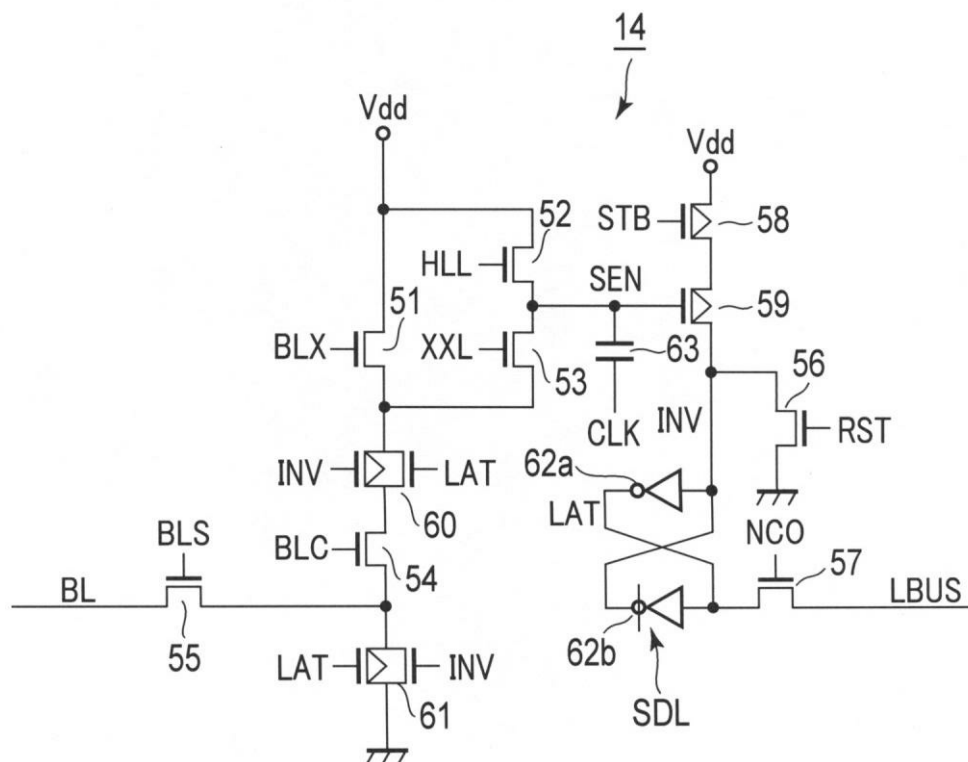 14
Vdd
Vdd
52
STB
58
HLL
SEN
51
59
BLX
XXL
63
56
53
CLK
INV
RST
INV
LAT
62a
60
LAT
NCO
BLS
BLC
54
57
BL
LBUS
55
62b
LAT
INV
61
SDL